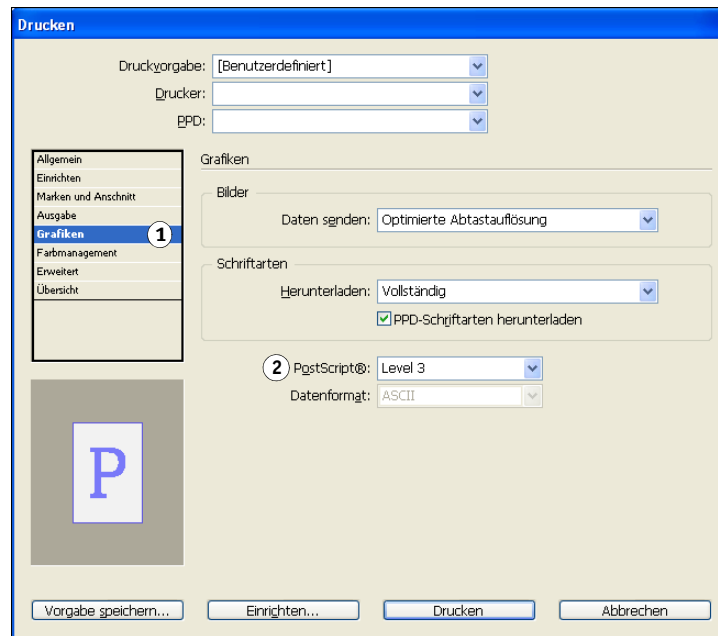 Drucken
Druckvorgabe: [Benutzerdefiniert]
Drucker:
PPD:
Allgemein
Einrichten
Marken und Anschnitt
Ausgabe
Grafiken 1
Farbmanagement
Erweitert
Übersicht
Grafiken
Bilder
Daten senden: Optimierte Abtastauflösung
Schriftarten
Herunterladen: Vollständig
PPD-Schriftarten herunterladen
2 PostScript®: Level 3
Datenformat: ASCII
P
Vorgabe speichern... Einrichten... Drucken Abbrechen